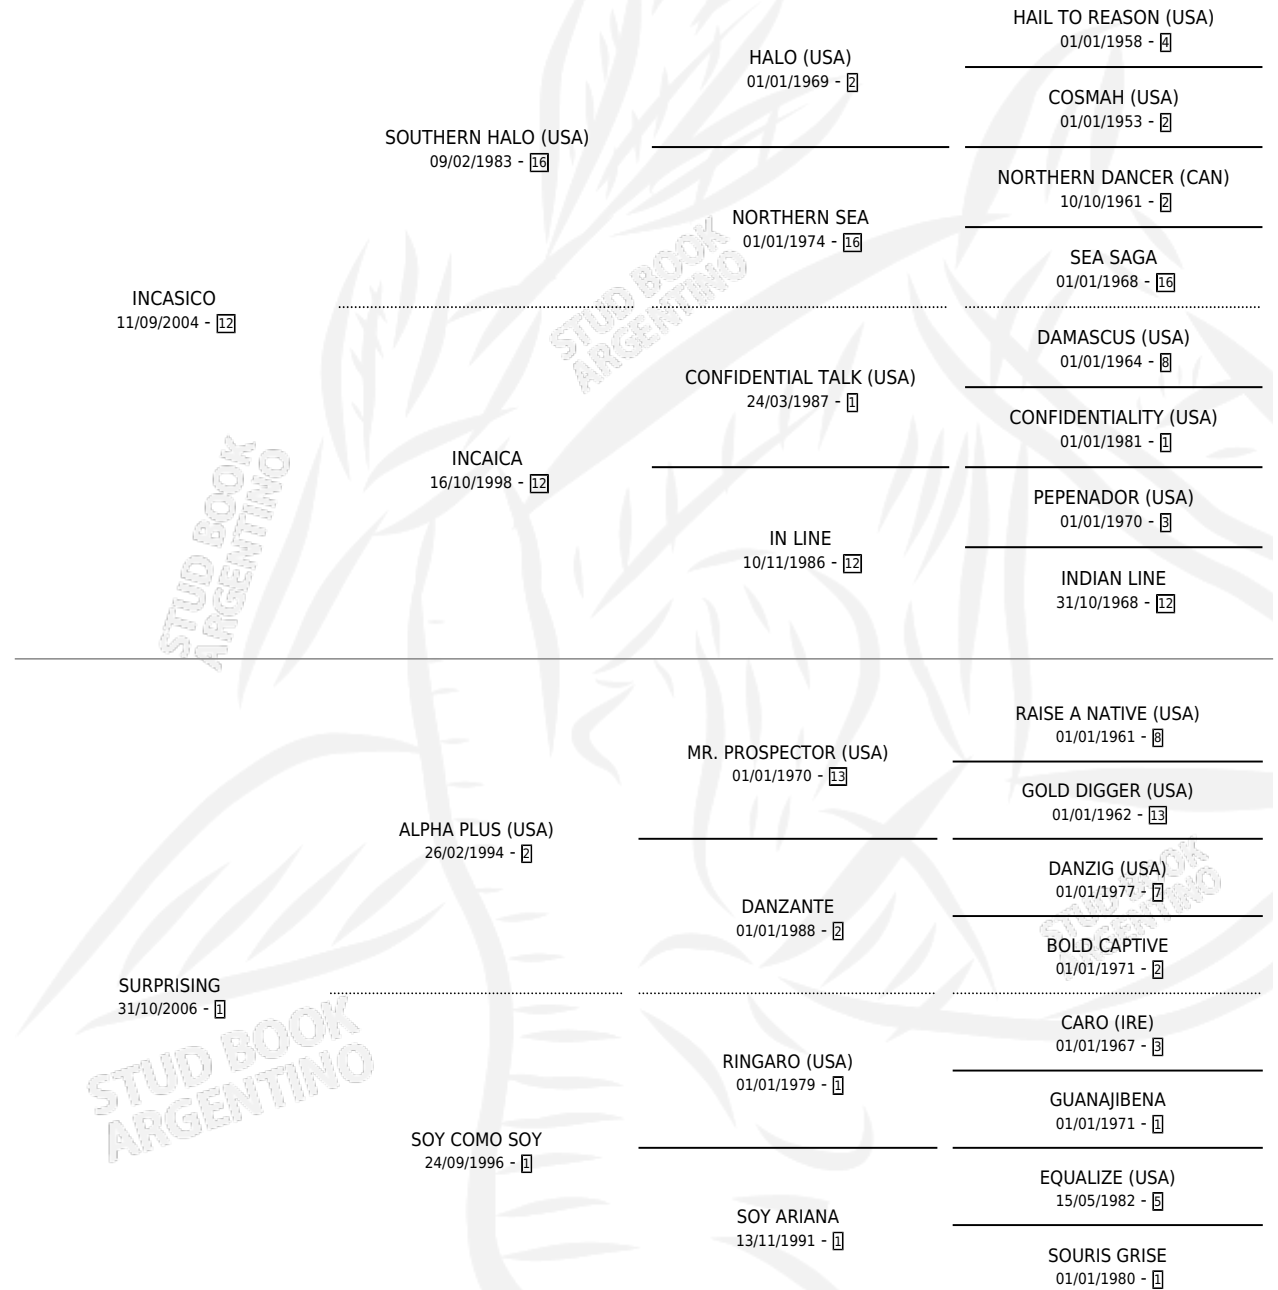 HAIL TO REASON (USA)
01/01/1958 - 4
HALO (USA)
01/01/1969 - 2
COSMAH (USA)
01/01/1953 - 2
SOUTHERN HALO (USA)
09/02/1983 - 16
NORTHERN DANCER (CAN)
10/10/1961 - 2
NORTHERN SEA
01/01/1974 - 16
SEA SAGA
01/01/1968 - 16
INCASICO
11/09/2004 - 12
DAMASCUS (USA)
01/01/1964 - 8
CONFIDENTIAL TALK (USA)
24/03/1987 - 1
CONFIDENTIALITY (USA)
01/01/1981 - 1
INCAICA
16/10/1998 - 12
PEPENADOR (USA)
01/01/1970 - 3
IN LINE
10/11/1986 - 12
INDIAN LINE
31/10/1968 - 12
RAISE A NATIVE (USA)
01/01/1961 - 8
MR. PROSPECTOR (USA)
01/01/1970 - 13
GOLD DIGGER (USA)
01/01/1962 - 13
ALPHA PLUS (USA)
26/02/1994 - 2
DANZIG (USA)
01/01/1977 - 7
DANZANTE
01/01/1988 - 2
BOLD CAPTIVE
01/01/1971 - 2
SURPRISING
31/10/2006 - 1
CARO (IRE)
01/01/1967 - 3
RINGARO (USA)
01/01/1979 - 1
GUANAJIBENA
01/01/1971 - 1
SOY COMO SOY
24/09/1996 - 1
EQUALIZE (USA)
15/05/1982 - 5
SOY ARIANA
13/11/1991 - 1
SOURIS GRISE
01/01/1980 - 1
STUD BOOK
ARGENTINO
STUD BOOK
ARGENTINO
STUD BOOK
ARGENTINO
STUD BOOK
ARGENTINO